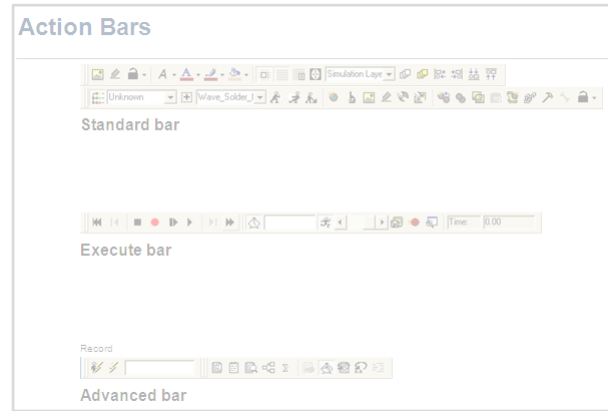 Action Bars
Simulation Laye
Unknown Wave_Solder_I
Standard bar
Time: 0.00
Execute bar
Record
Advanced bar